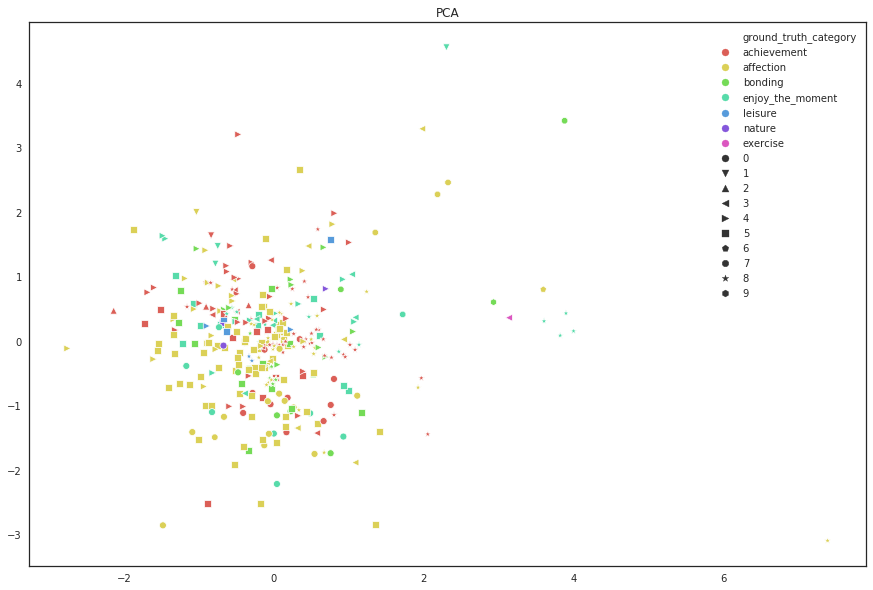 PCA
ground_truth_category
achievement
affection
bonding
enjoy_the_moment
leisure
nature
exercise
0
1
2
3
4
5
6
7
8
9
4
3
2
1
0
−1
−2
−3
−2
0
2
4
6